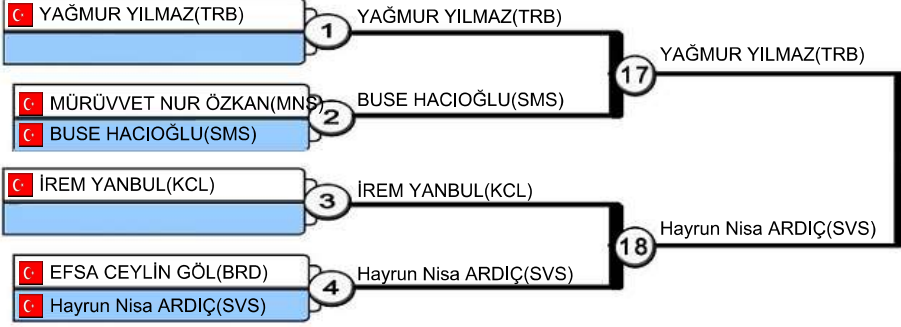 YAĞMUR YILMAZ(TRB)
1
YAĞMUR YILMAZ(TRB)
17
YAĞMUR YILMAZ(TRB)
MÜRÜVVET NUR ÖZKAN(MNS)
2
BUSE HACIOĞLU(SMS)
BUSE HACIOĞLU(SMS)
İREM YANBUL(KCL)
3
İREM YANBUL(KCL)
18
Hayrun Nisa ARDIÇ(SVS)
EFSA CEYLİN GÖL(BRD)
4
Hayrun Nisa ARDIÇ(SVS)
Hayrun Nisa ARDIÇ(SVS)